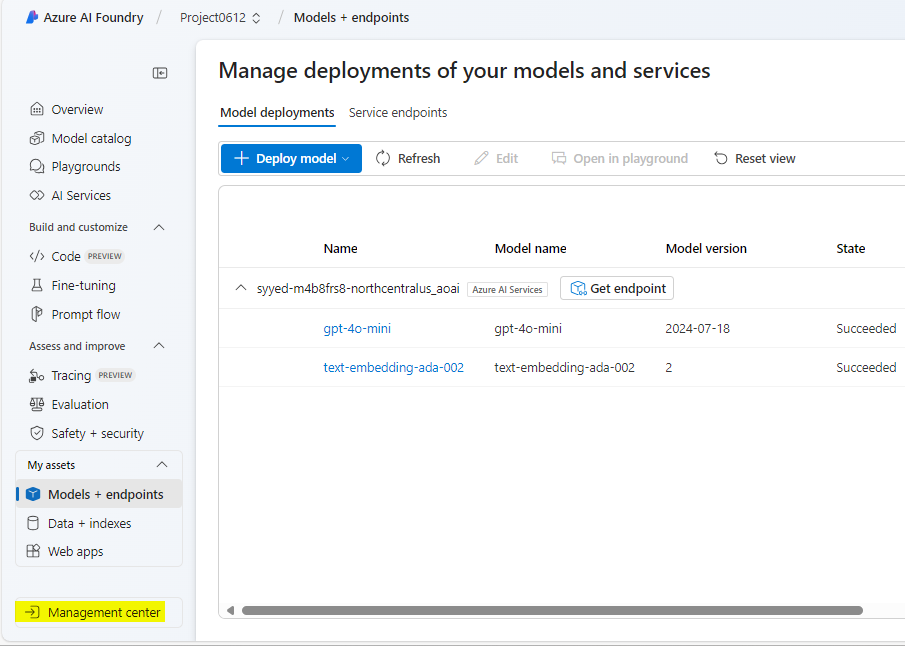 Azure AI Foundry / Project0612 / Models + endpoints
Overview
Model catalog
Playgrounds
AI Services
Build and customize
Code PREVIEW
Fine-tuning
Prompt flow
Assess and improve
Tracing PREVIEW
Evaluation
Safety + security
My assets
Models + endpoints
Data + indexes
Web apps
Management center
Manage deployments of your models and services
Model deployments Service endpoints
Deploy model Refresh Edit Open in playground Reset view
Name Model name Model version State
syyed-m4b8frs8-northcentralus_aoai Azure AI Services Get endpoint
gpt-4o-mini gpt-4o-mini 2024-07-18 Succeeded
text-embedding-ada-002 text-embedding-ada-002 2 Succeeded